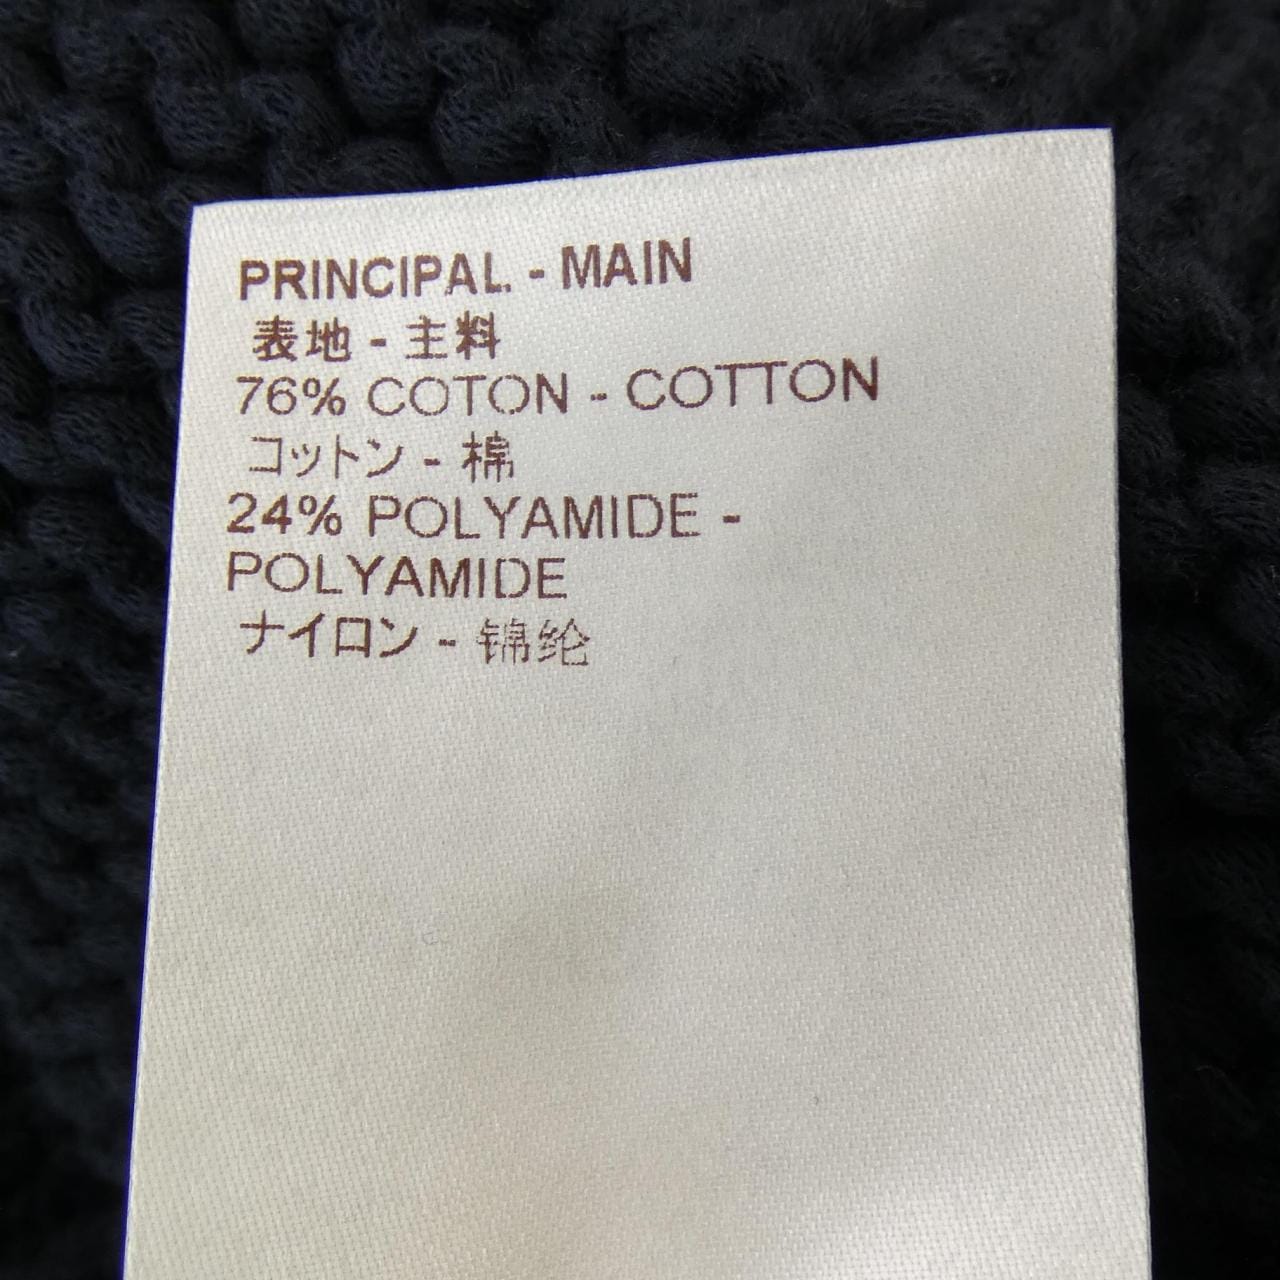 PRINCIPAL - MAIN
表地 - 主料
76% COTON - COTTON
コットン - 棉
24% POLYAMIDE -
POLYAMIDE
ナイロン - 锦纶